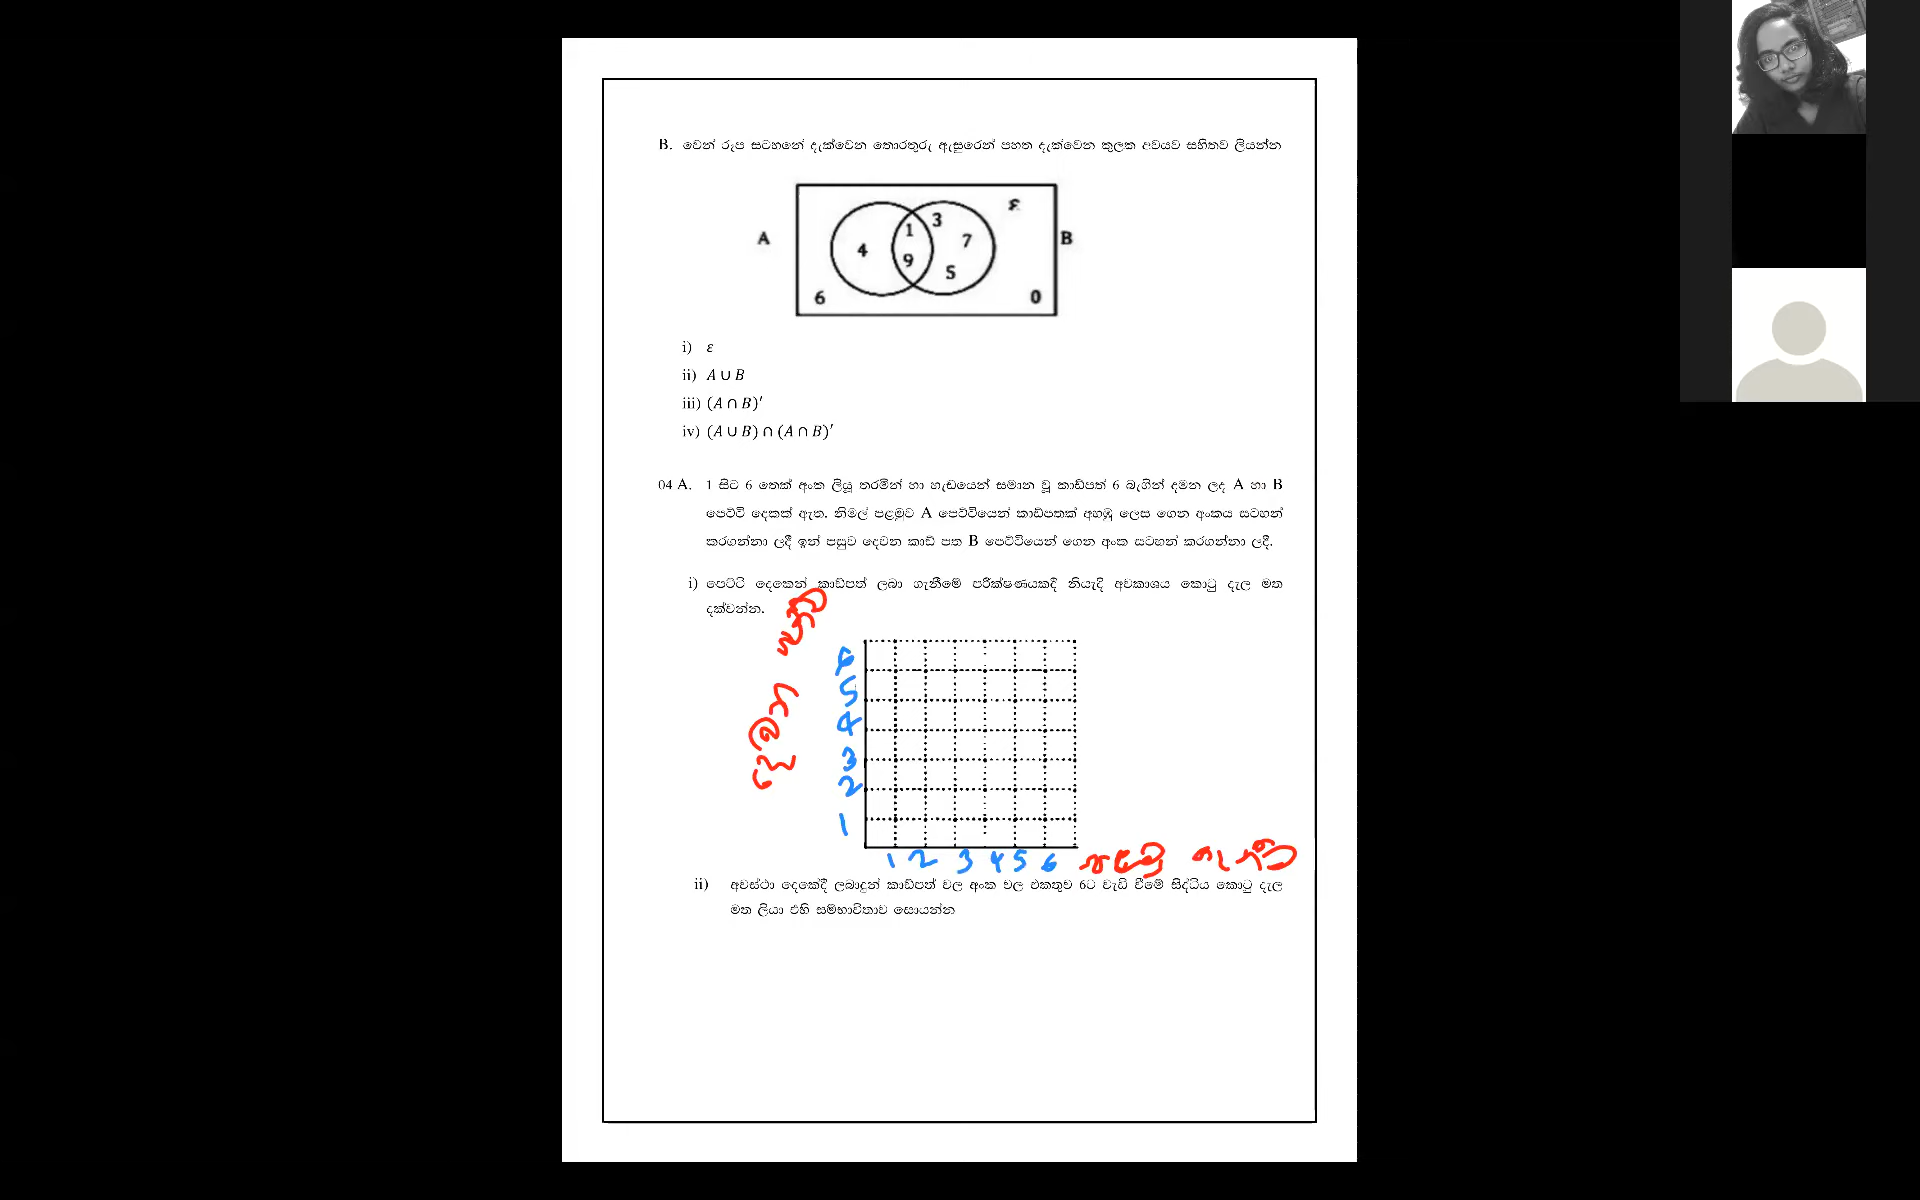 B. වෙන් රූප සටහනේ දැක්වෙන තොරතුරු ඇසුරෙන් පහත දැක්වෙන කුලක අවයව සහිතව ලියන්න
ε
3
1
A
7
B
4
9
5
6
0
i) ε
ii) A ∪ B
iii) (A ∩ B)′
iv) (A ∪ B) ∩ (A ∩ B)′
04 A. 1 සිට 6 තෙක් අංක ලියූ තරමින් හා හැඩයෙන් සමාන වූ කාඩ්පත් 6 බැගින් දමන ලද A හා B
පෙට්ටි දෙකක් ඇත. නිමල් පළමුව A පෙට්ටියෙන් කාඩ්පතක් අහඹු ලෙස ගෙන අංකය සටහන්
කරගන්නා ලදී ඉන් පසුව දෙවන කාඩ් පත B පෙට්ටියෙන් ගෙන අංක සටහන් කරගන්නා ලදී.
i) පෙට්ටි දෙකෙන් කාඩ්පත් ලබා ගැනීමේ පරීක්ෂණයකදී නියැදි අවකාශය කොටු දැල මත
දක්වන්න.
දෙවන
6
5
4
3
2
1
1 2 3 4 5 6 පළමු
ii) අවස්ථා දෙකේදී ලබාදුන් කාඩ්පත් වල අංක වල එකතුව 6ට වැඩි වීමේ සිද්ධිය කොටු දැල
මත ලියා එහි සම්භාවිතාව සොයන්න